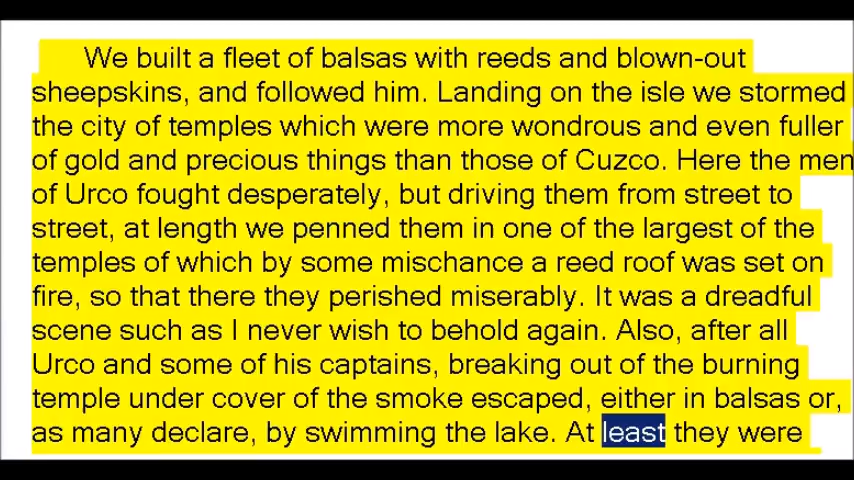 We built a fleet of balsas with reeds and blown-out
sheepskins, and followed him. Landing on the isle we stormed
the city of temples which were more wondrous and even fuller
of gold and precious things than those of Cuzco. Here the men
of Urco fought desperately, but driving them from street to
street, at length we penned them in one of the largest of the
temples of which by some mischance a reed roof was set on
fire, so that there they perished miserably. It was a dreadful
scene such as I never wish to behold again. Also, after all
Urco and some of his captains, breaking out of the burning
temple under cover of the smoke escaped, either in balsas or,
as many declare, by swimming the lake. At least they were